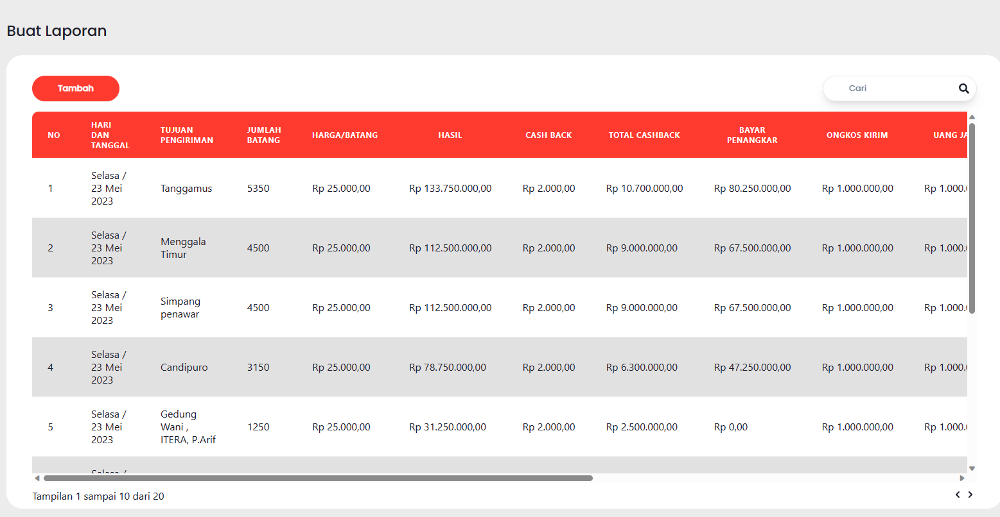 Buat Laporan
Tambah
Cari
NO HARI DAN TANGGAL TUJUAN PENGIRIMAN JUMLAH BATANG HARGA/BATANG HASIL CASH BACK TOTAL CASHBACK BAYAR PENANGKAR ONGKOS KIRIM UANG JA
1 Selasa / 23 Mei 2023 Tanggamus 5350 Rp 25.000,00 Rp 133.750.000,00 Rp 2.000,00 Rp 10.700.000,00 Rp 80.250.000,00 Rp 1.000.000,00 Rp 1.000.
2 Selasa / 23 Mei 2023 Menggala Timur 4500 Rp 25.000,00 Rp 112.500.000,00 Rp 2.000,00 Rp 9.000.000,00 Rp 67.500.000,00 Rp 1.000.000,00 Rp 1.000.
3 Selasa / 23 Mei 2023 Simpang penawar 4500 Rp 25.000,00 Rp 112.500.000,00 Rp 2.000,00 Rp 9.000.000,00 Rp 67.500.000,00 Rp 1.000.000,00 Rp 1.000.
4 Selasa / 23 Mei 2023 Candipuro 3150 Rp 25.000,00 Rp 78.750.000,00 Rp 2.000,00 Rp 6.300.000,00 Rp 47.250.000,00 Rp 1.000.000,00 Rp 1.000.
5 Selasa / 23 Mei 2023 Gedung Wani , ITERA, P.Arif 1250 Rp 25.000,00 Rp 31.250.000,00 Rp 2.000,00 Rp 2.500.000,00 Rp 0,00 Rp 1.000.000,00 Rp 1.000.
Tampilan 1 sampai 10 dari 20